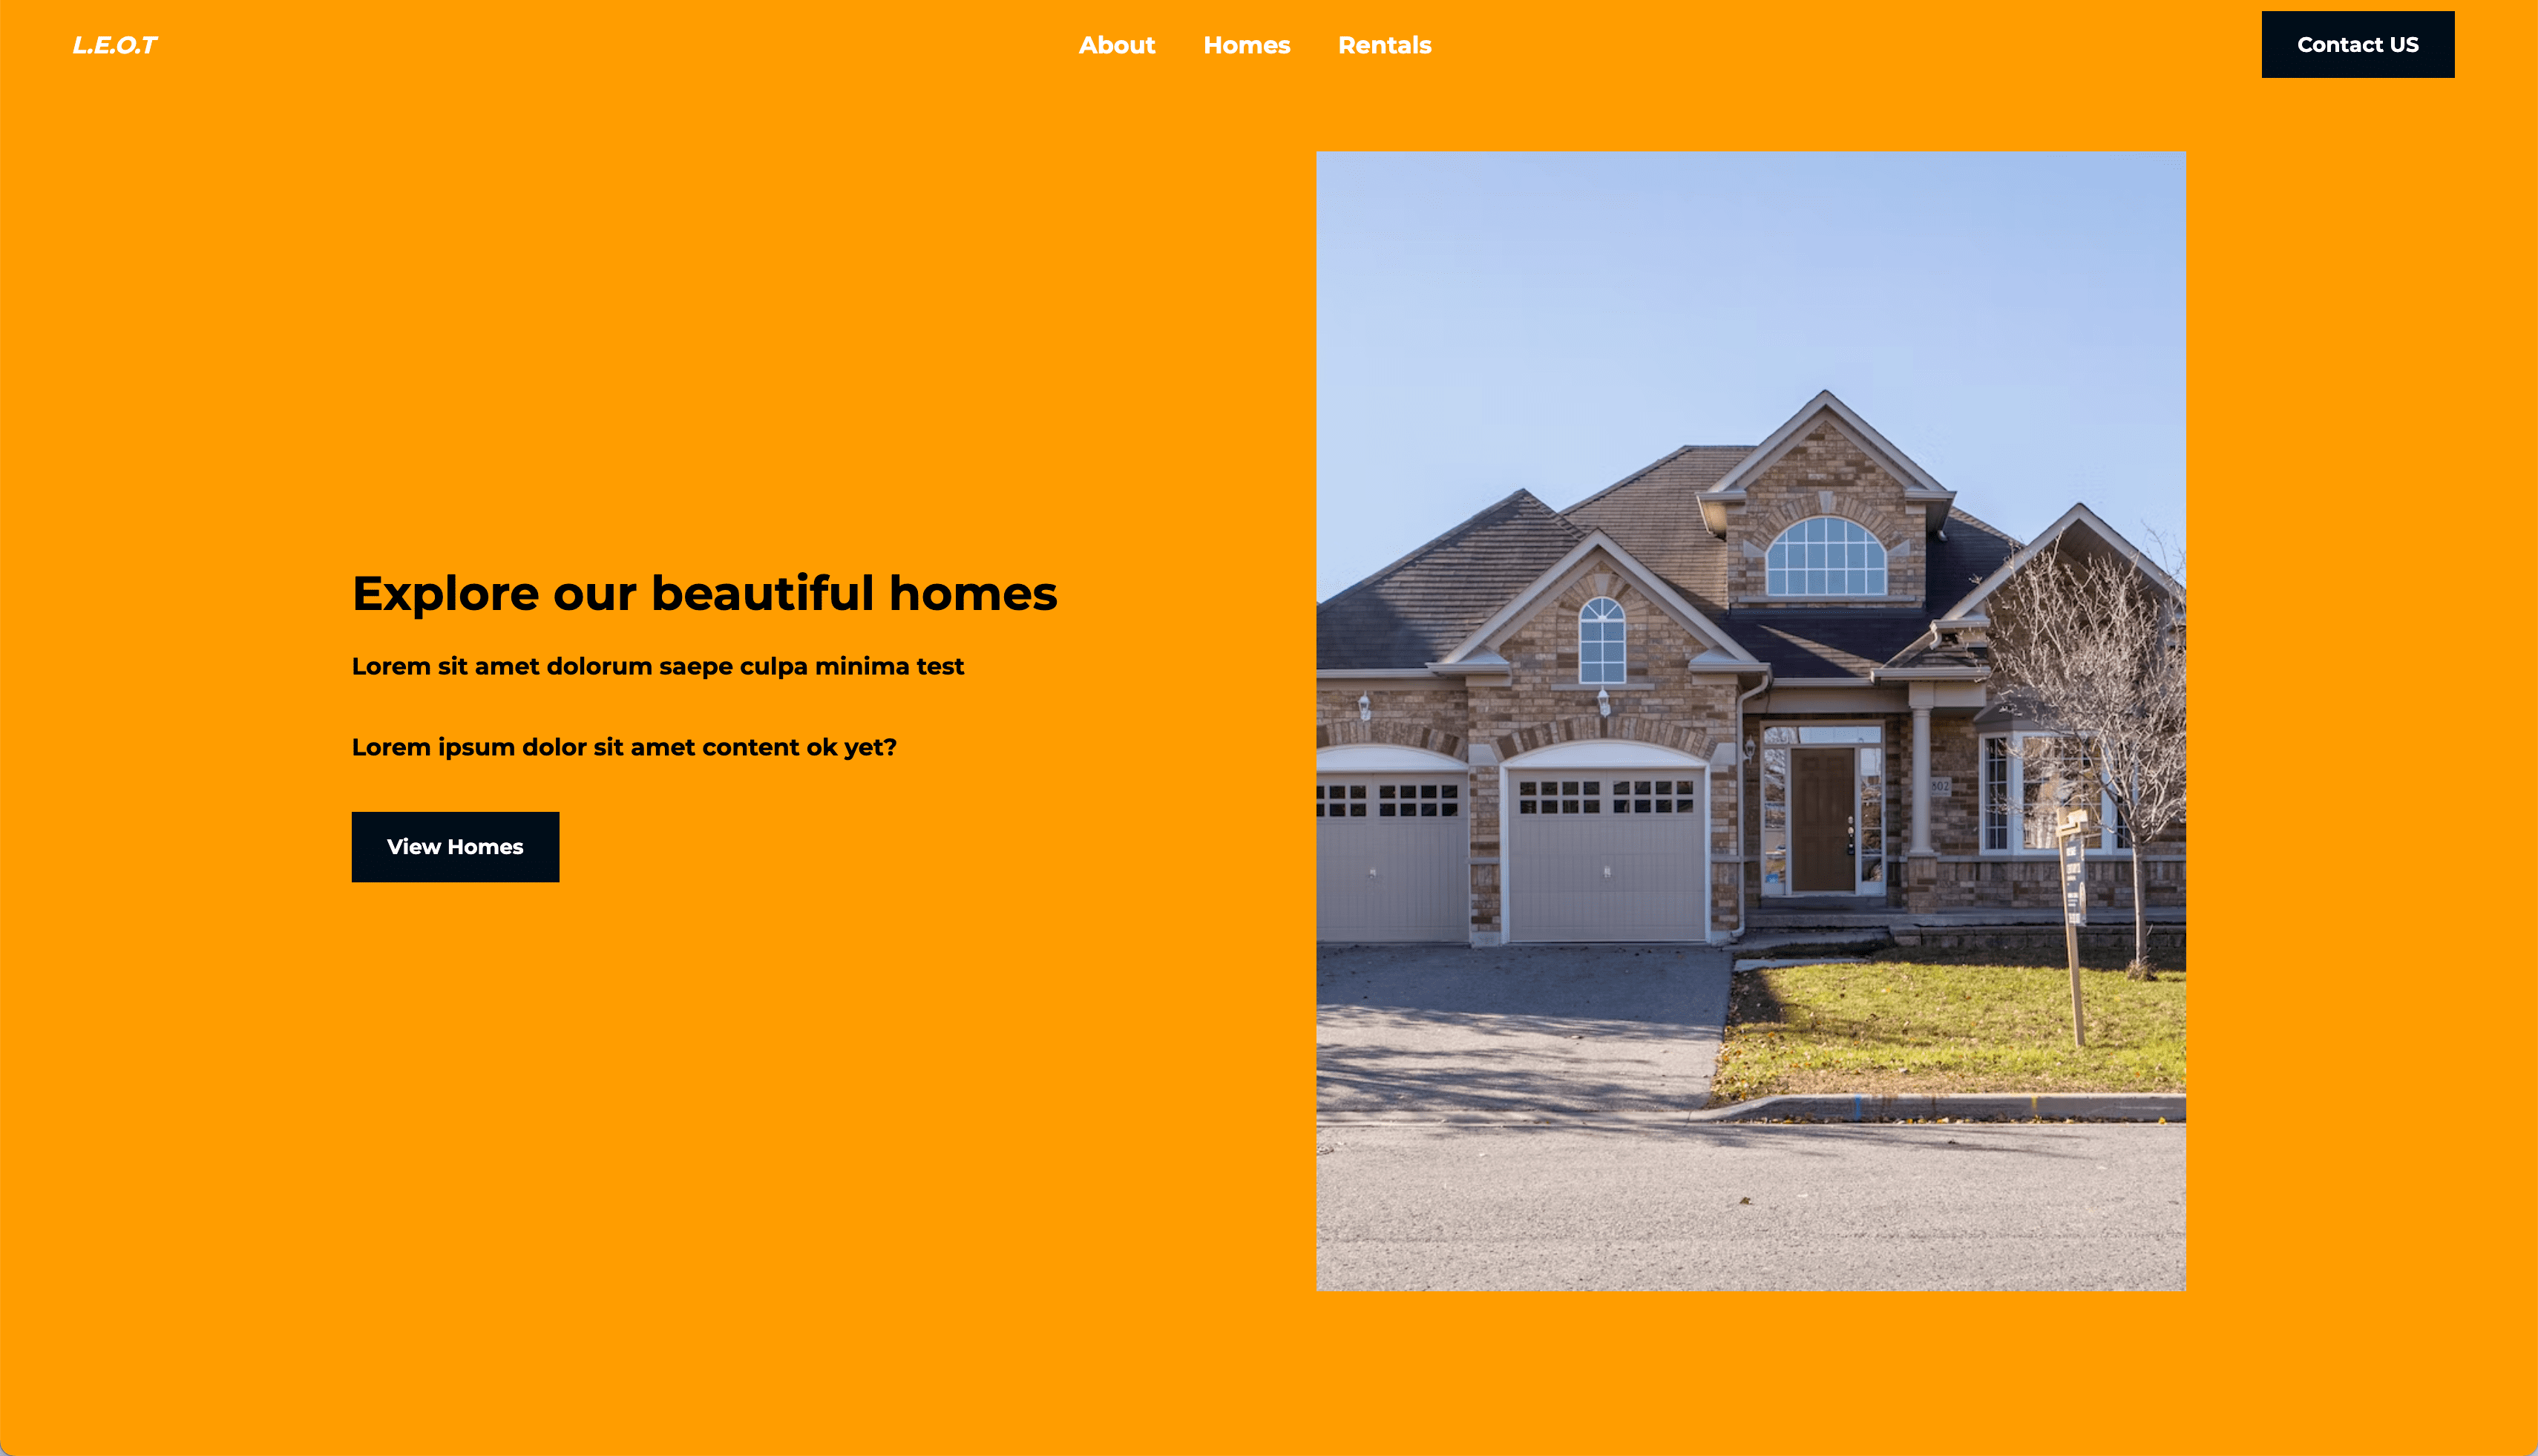 L.E.O.T
About Homes Rentals
Contact US
Explore our beautiful homes
Lorem sit amet dolorum saepe culpa minima test
Lorem ipsum dolor sit amet content ok yet?
View Homes
802